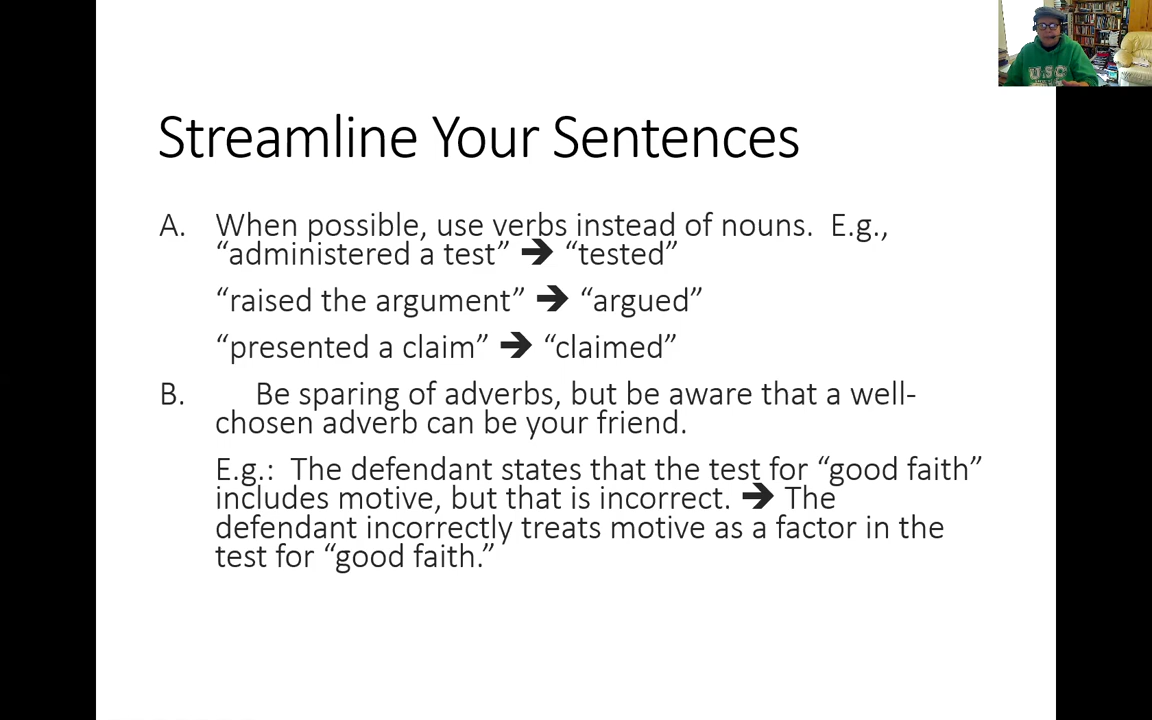 Streamline Your Sentences
A. When possible, use verbs instead of nouns. E.g.,
“administered a test” ➔ “tested”
“raised the argument” ➔ “argued”
“presented a claim” ➔ “claimed”
B. Be sparing of adverbs, but be aware that a well-
chosen adverb can be your friend.
E.g.: The defendant states that the test for “good faith”
includes motive, but that is incorrect. ➔ The
defendant incorrectly treats motive as a factor in the
test for “good faith.”
USC